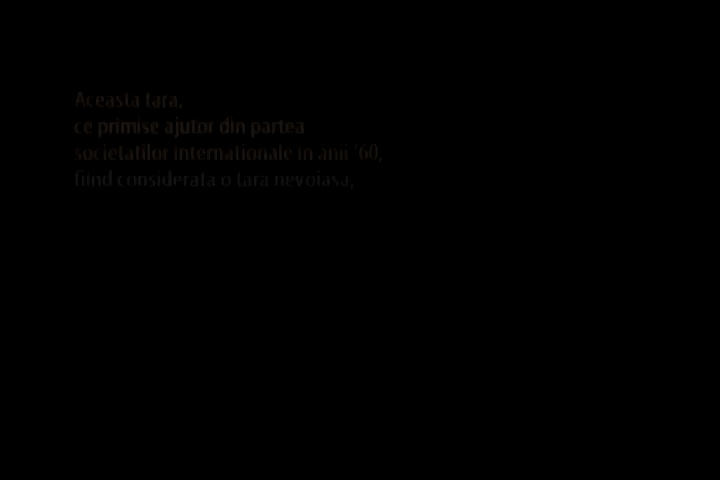 Aceasta tara,
ce primise ajutor din partea
societatilor internationale in anii '60,
fiind considerata o tara nevoiasa,